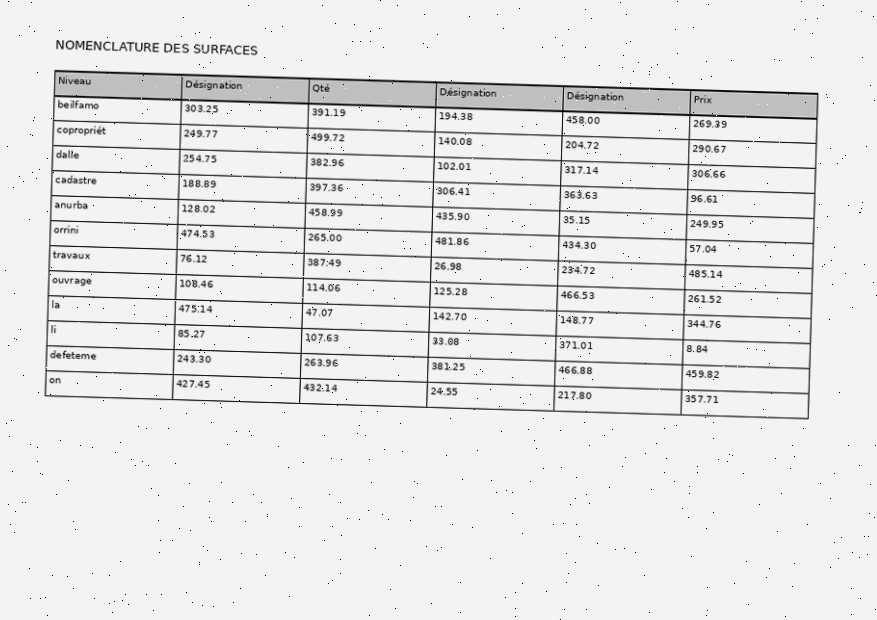 NOMENCLATURE DES SURFACES
Niveau Désignation Qté Désignation Désignation Prix
beilfamo 303.25 391.19 194.38 458.00 269.39
copropriét 249.77 499.72 140.08 204.72 290.67
dalle 254.75 382.96 102.01 317.14 306.66
cadastre 188.89 397.36 306.41 363.63 96.61
anurba 128.02 458.99 435.90 35.15 249.95
orrini 474.53 265.00 481.86 434.30 57.04
travaux 76.12 387.49 26.98 234.72 485.14
ouvrage 108.46 114.06 125.28 466.53 261.52
la 475.14 47.07 142.70 148.77 344.76
li 85.27 107.63 33.08 371.01 8.84
defeteme 243.30 263.96 381.25 466.88 459.82
on 427.45 432.14 24.55 217.80 357.71